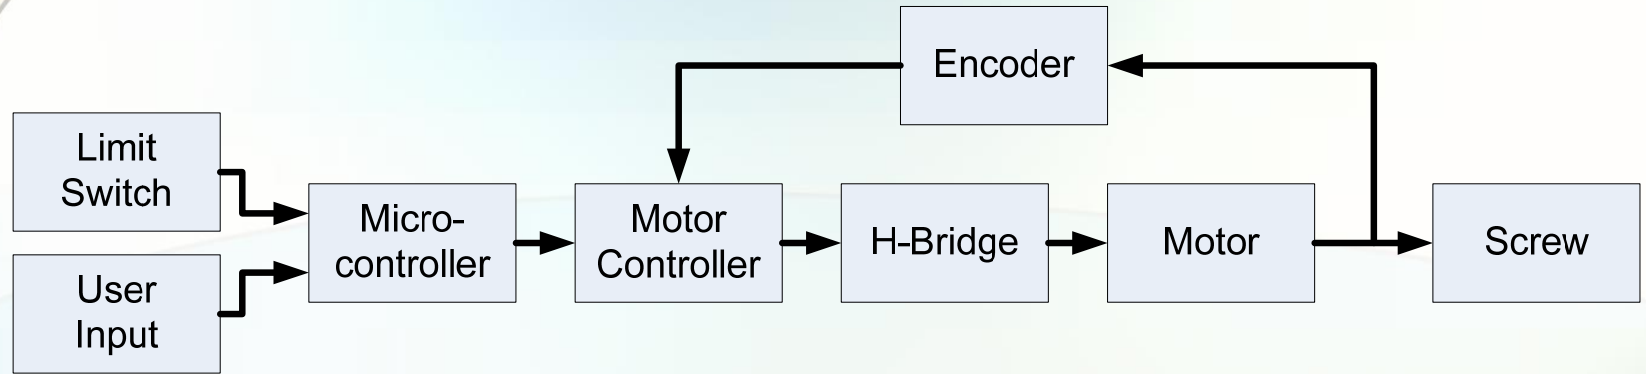 Encoder
Limit
Switch
User
Input
Micro-
controller
Motor
Controller
H-Bridge
Motor
Screw